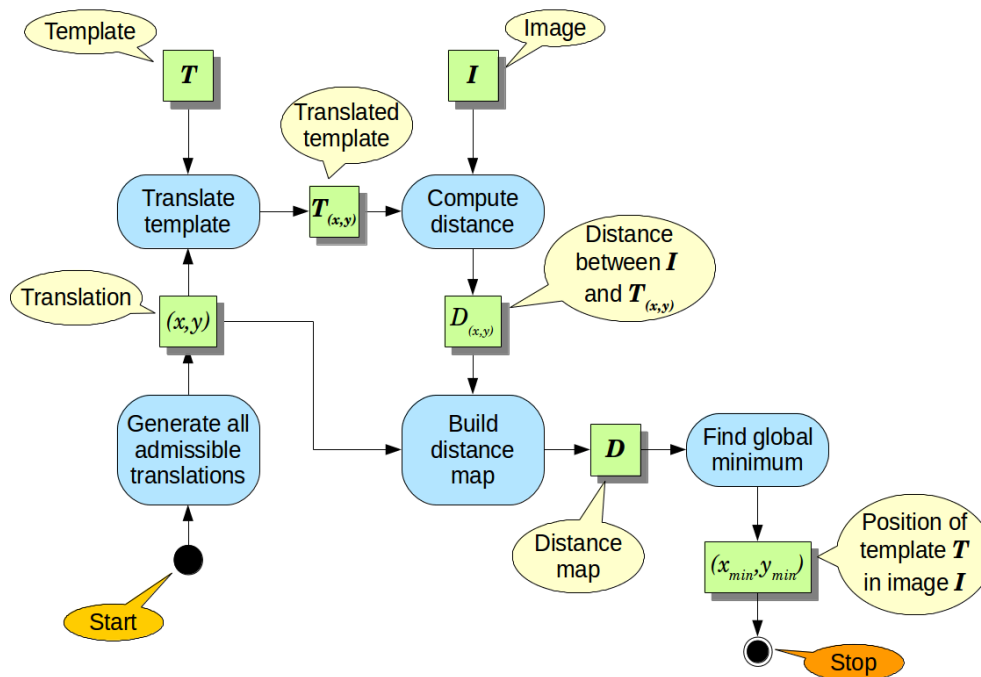 Template
T
Image
I
Translated
template
Translate
template
T(x,y)
Compute
distance
Distance
between I
and T(x,y)
Translation
(x,y)
D(x,y)
Generate all
admissible
translations
Build
distance
map
D
Find global
minimum
Distance
map
(xmin,ymin)
Position of
template T
in image I
Start
Stop